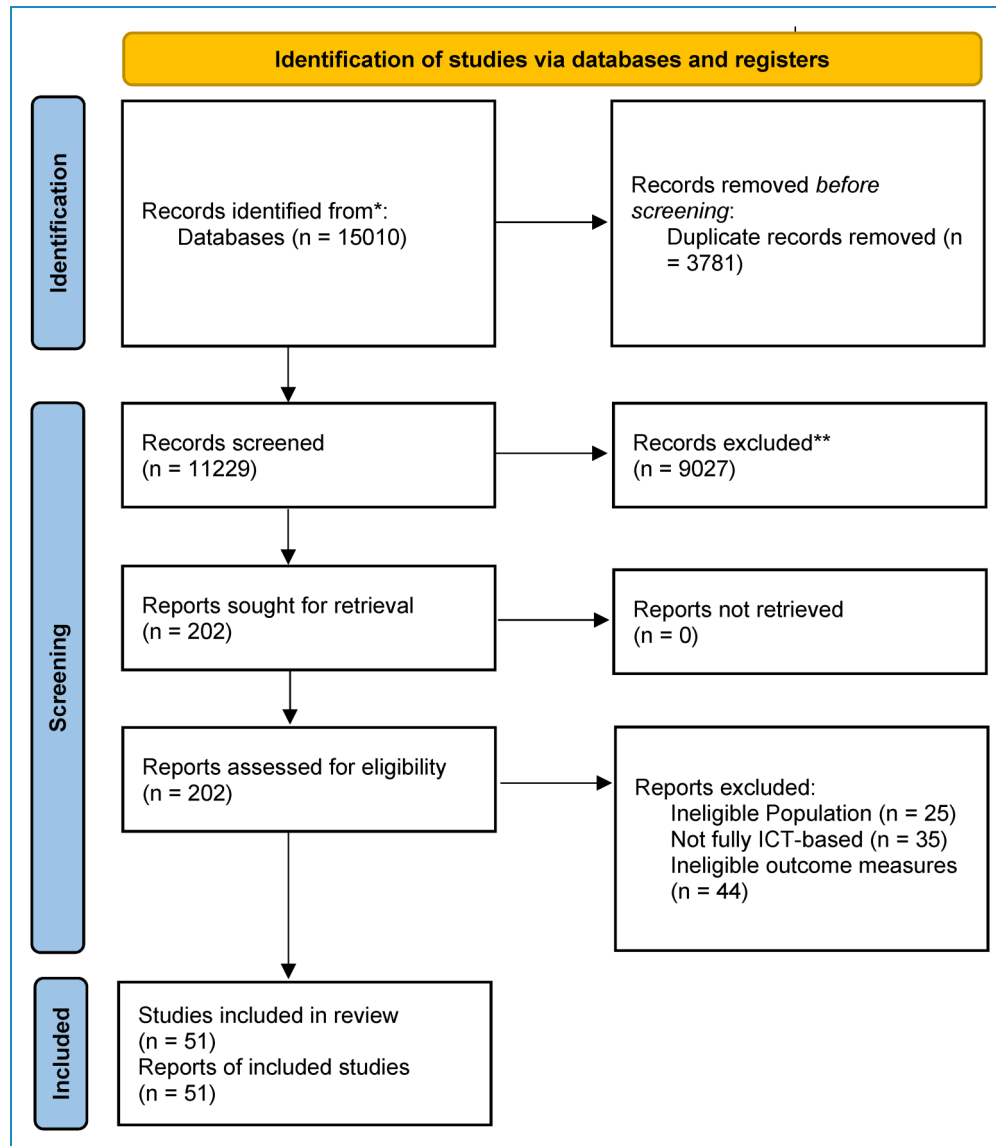 Identification of studies via databases and registers
Identification
Records identified from*:
Databases (n = 15010)
Records removed before
screening:
Duplicate records removed (n
= 3781)
Screening
Records screened
(n = 11229)
Records excluded**
(n = 9027)
Reports sought for retrieval
(n = 202)
Reports not retrieved
(n = 0)
Reports assessed for eligibility
(n = 202)
Reports excluded:
Ineligible Population (n = 25)
Not fully ICT-based (n = 35)
Ineligible outcome measures
(n = 44)
Included
Studies included in review
(n = 51)
Reports of included studies
(n = 51)